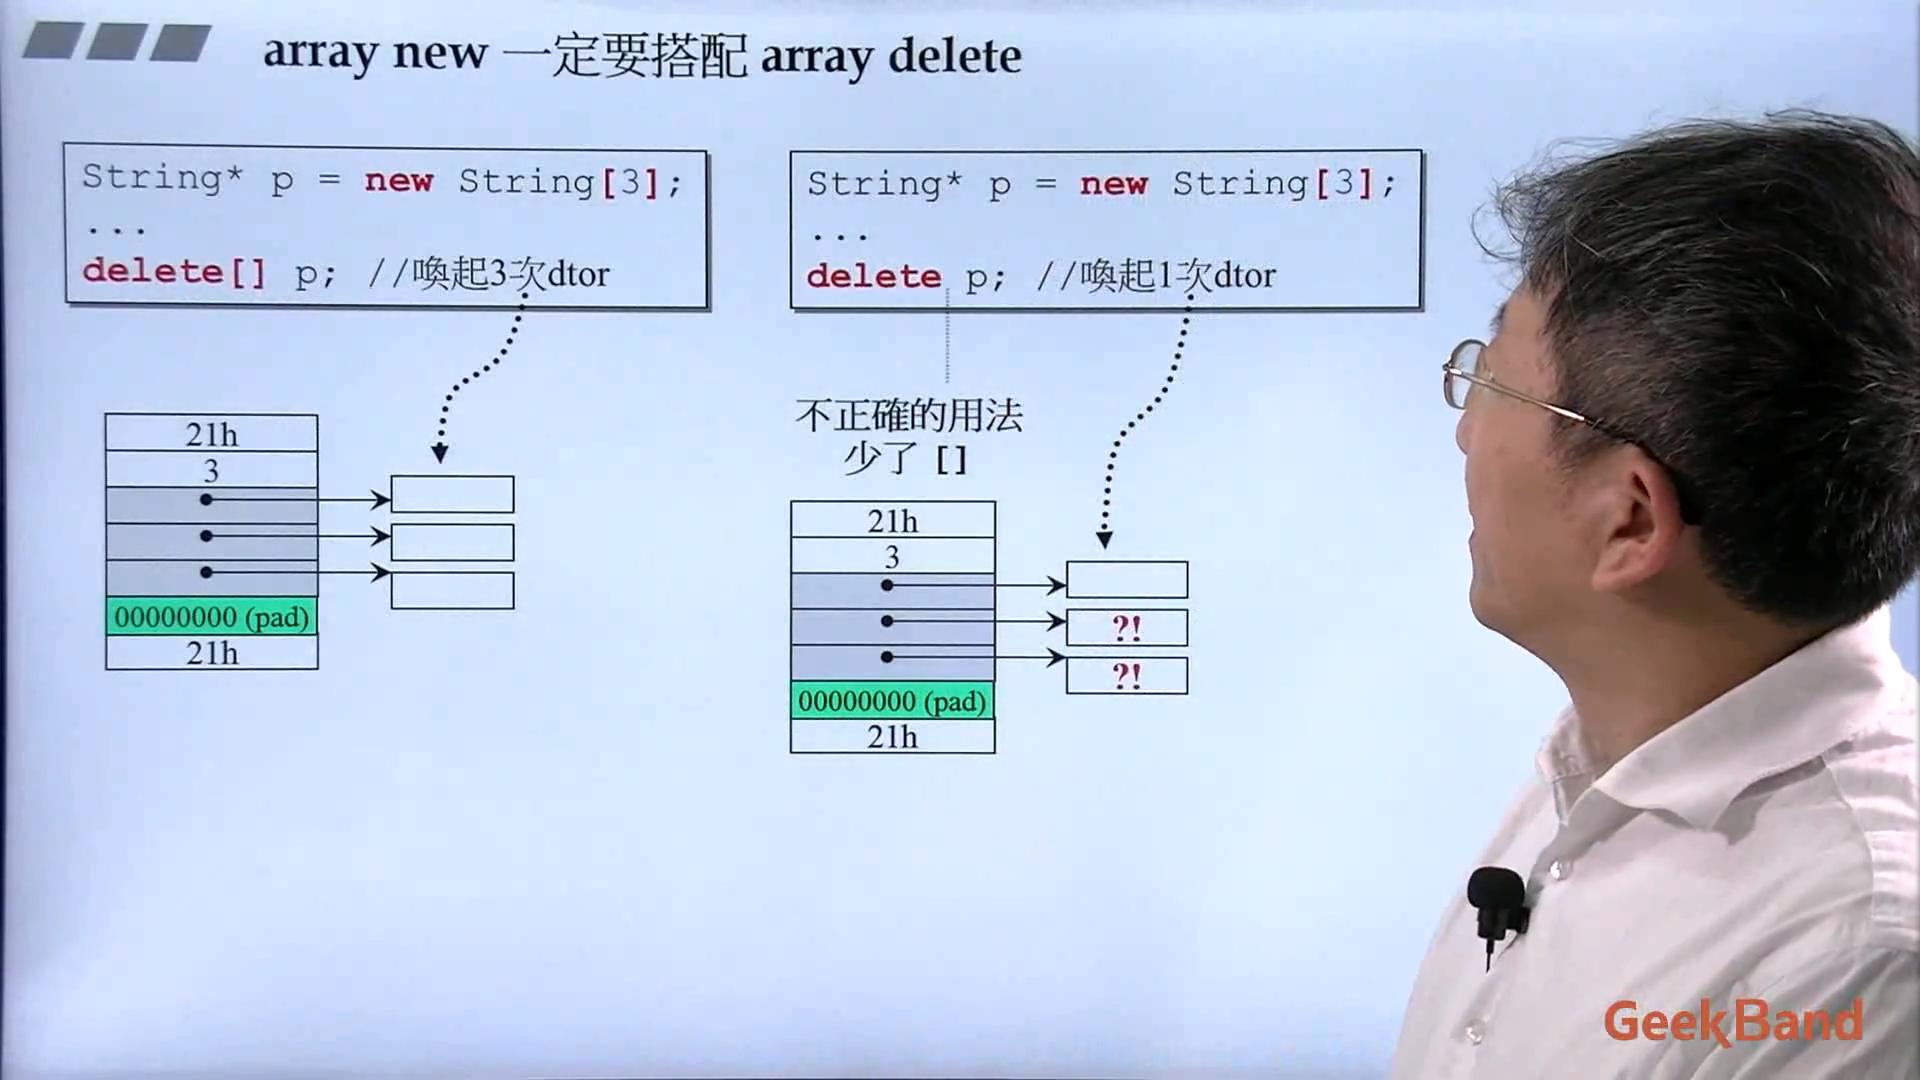 array new 一定要搭配 array delete
String* p = new String[3];
...
delete[] p; //喚起3次dtor
String* p = new String[3];
...
delete p; //喚起1次dtor
21h
3
00000000 (pad)
21h
不正確的用法
少了 []
21h
3
?!
?!
00000000 (pad)
21h
GeekBand